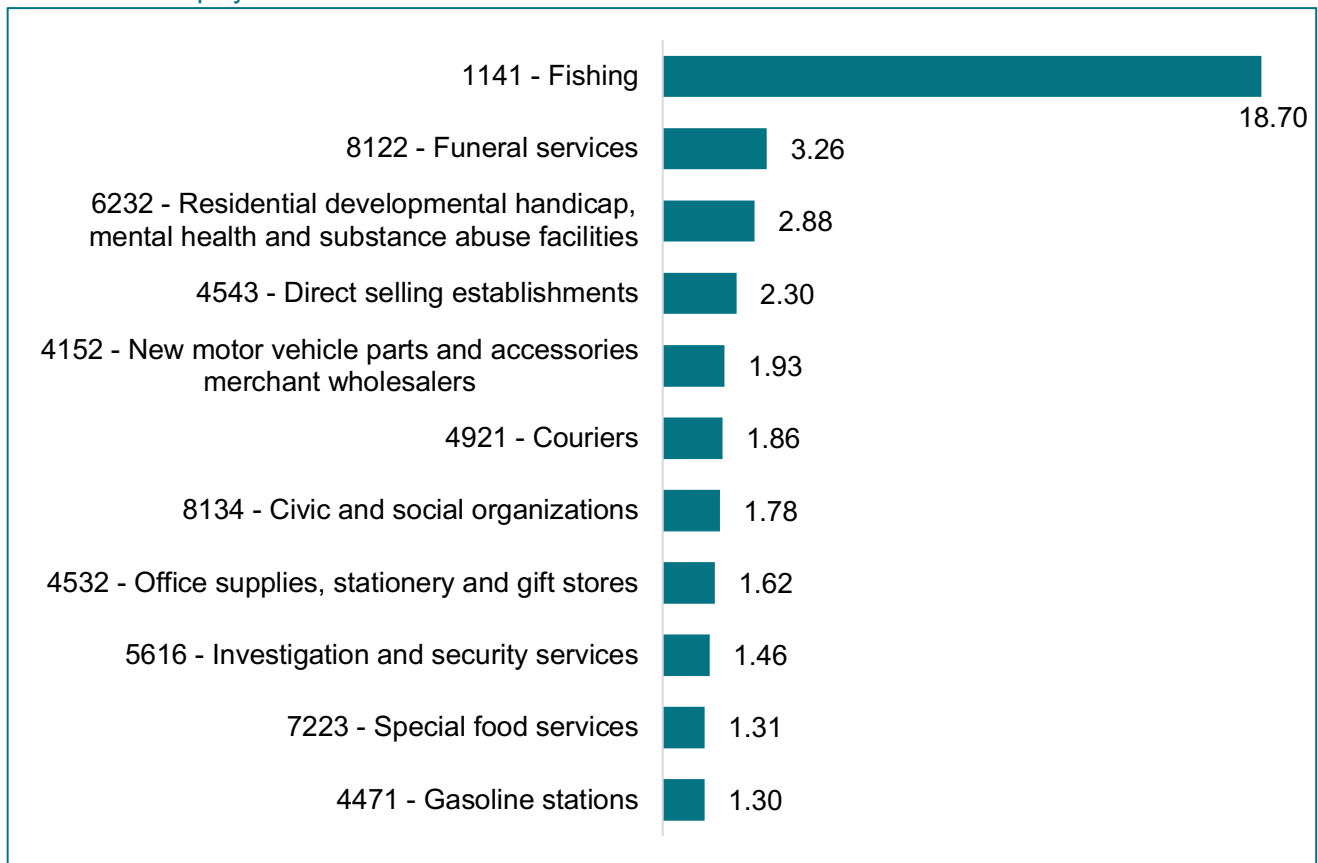 1141 - Fishing
18.70
8122 - Funeral services
3.26
6232 - Residential developmental handicap,
mental health and substance abuse facilities
2.88
4543 - Direct selling establishments
2.30
4152 - New motor vehicle parts and accessories
merchant wholesalers
1.93
4921 - Couriers
1.86
8134 - Civic and social organizations
1.78
4532 - Office supplies, stationery and gift stores
1.62
5616 - Investigation and security services
1.46
7223 - Special food services
1.31
4471 - Gasoline stations
1.30